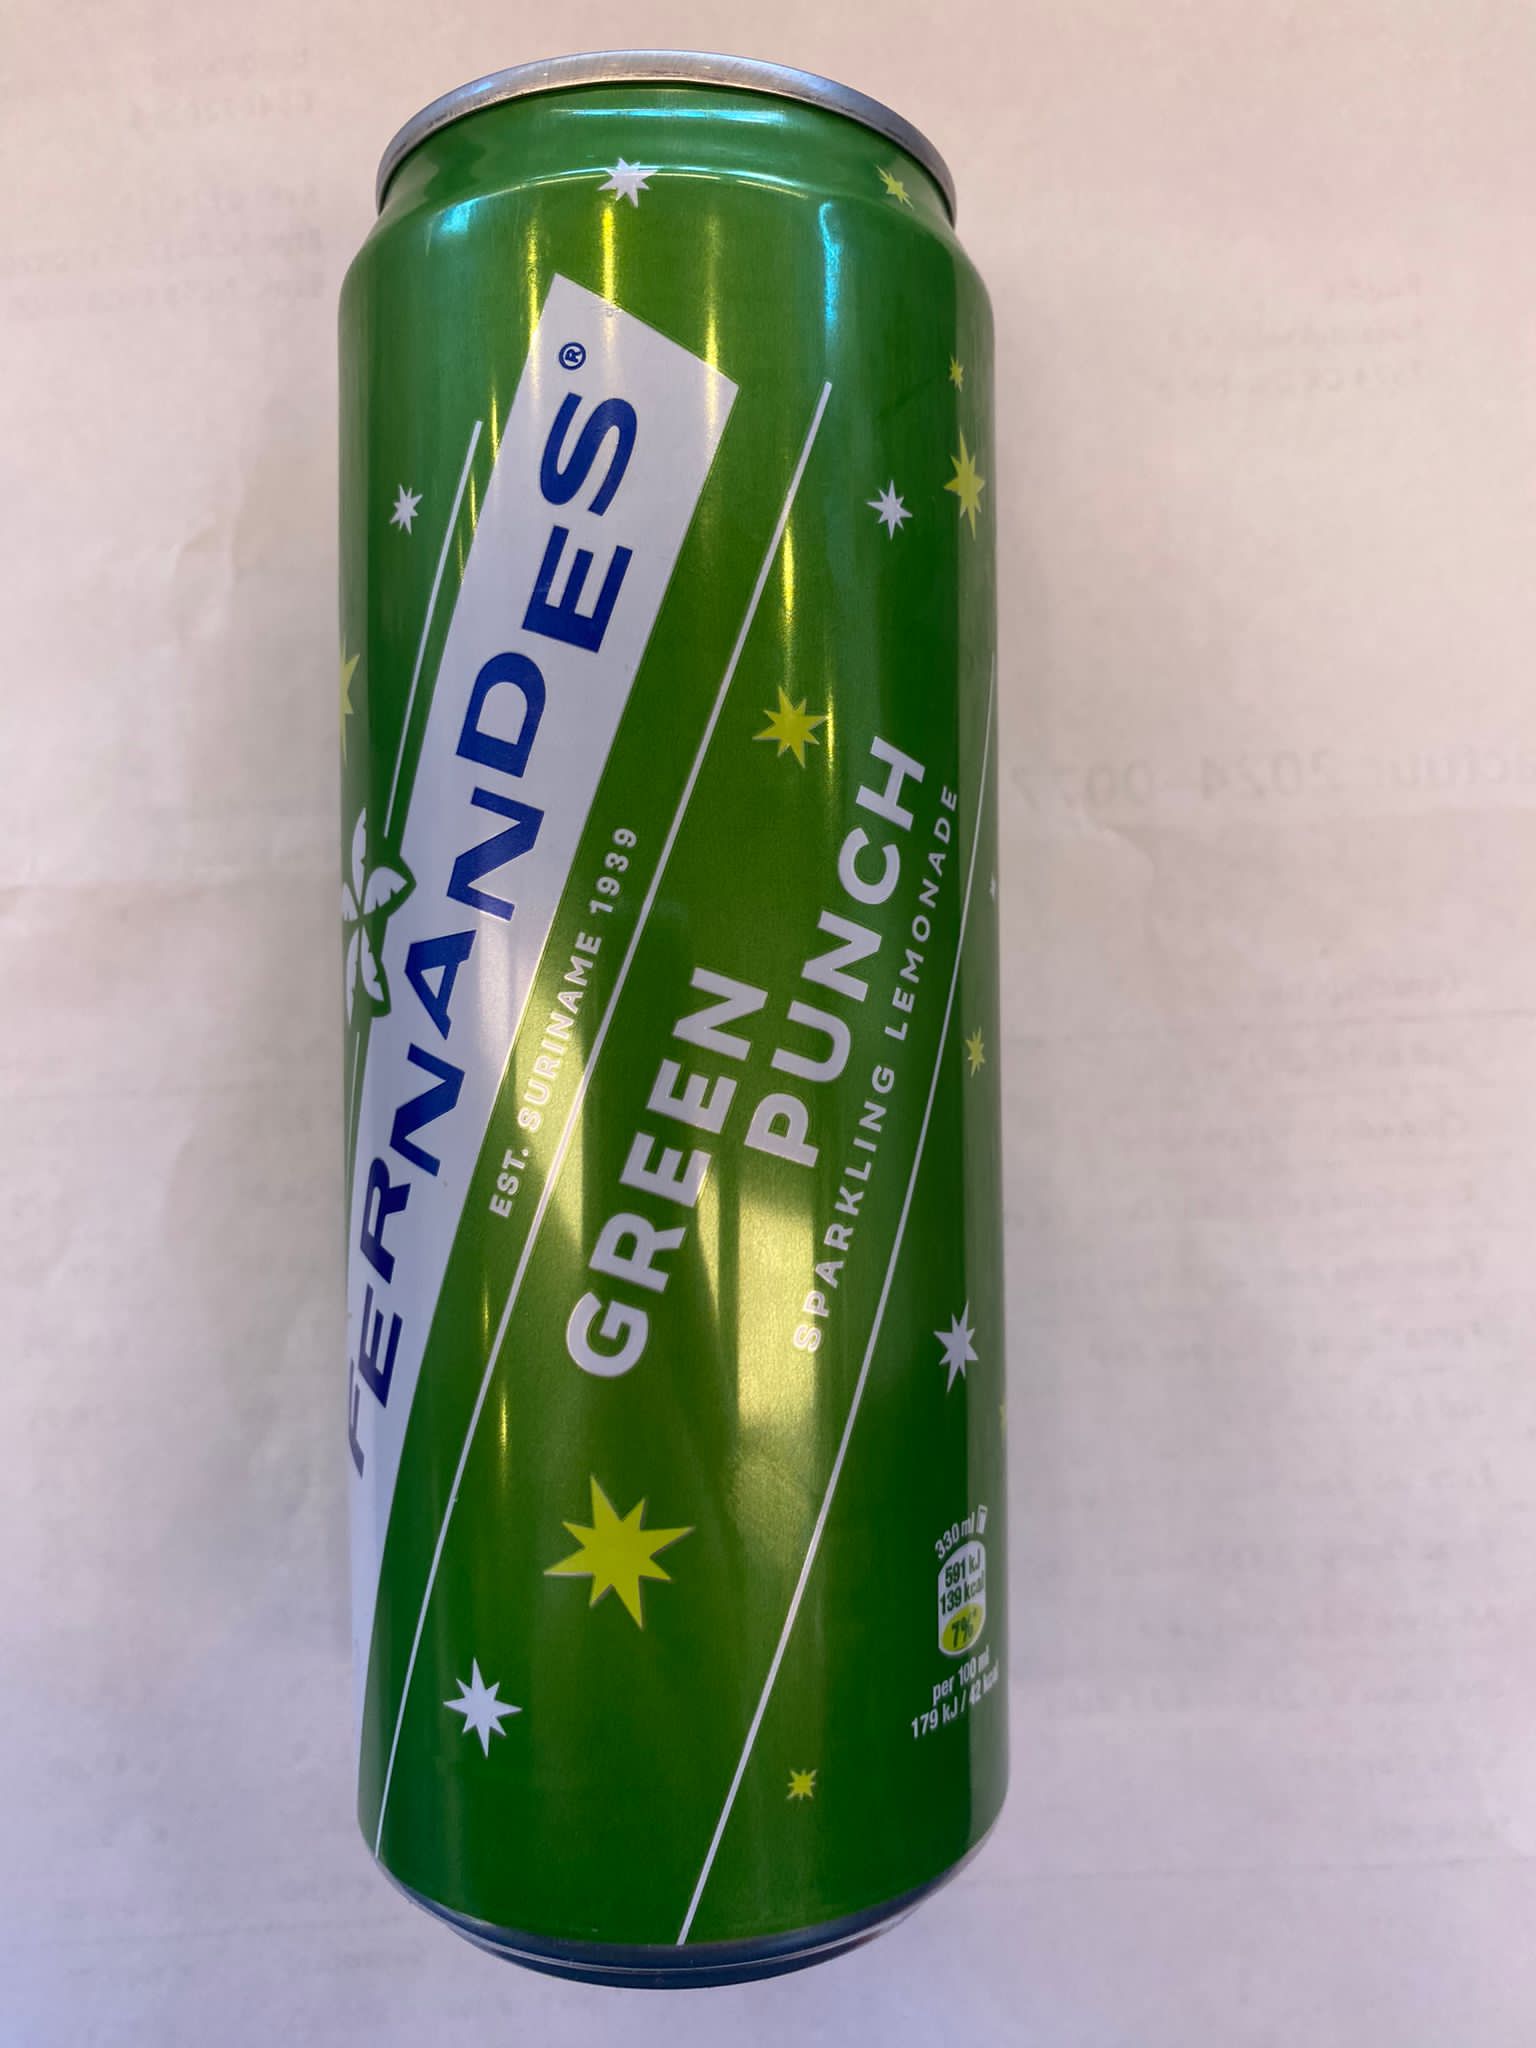 FERNANDES®
EST. SURINAME 1939
GREEN
PUNCH
SPARKLING LEMONADE
330 ml
591 kJ
139 kcal
7%*
per 100 ml
179 kJ / 42 kcal